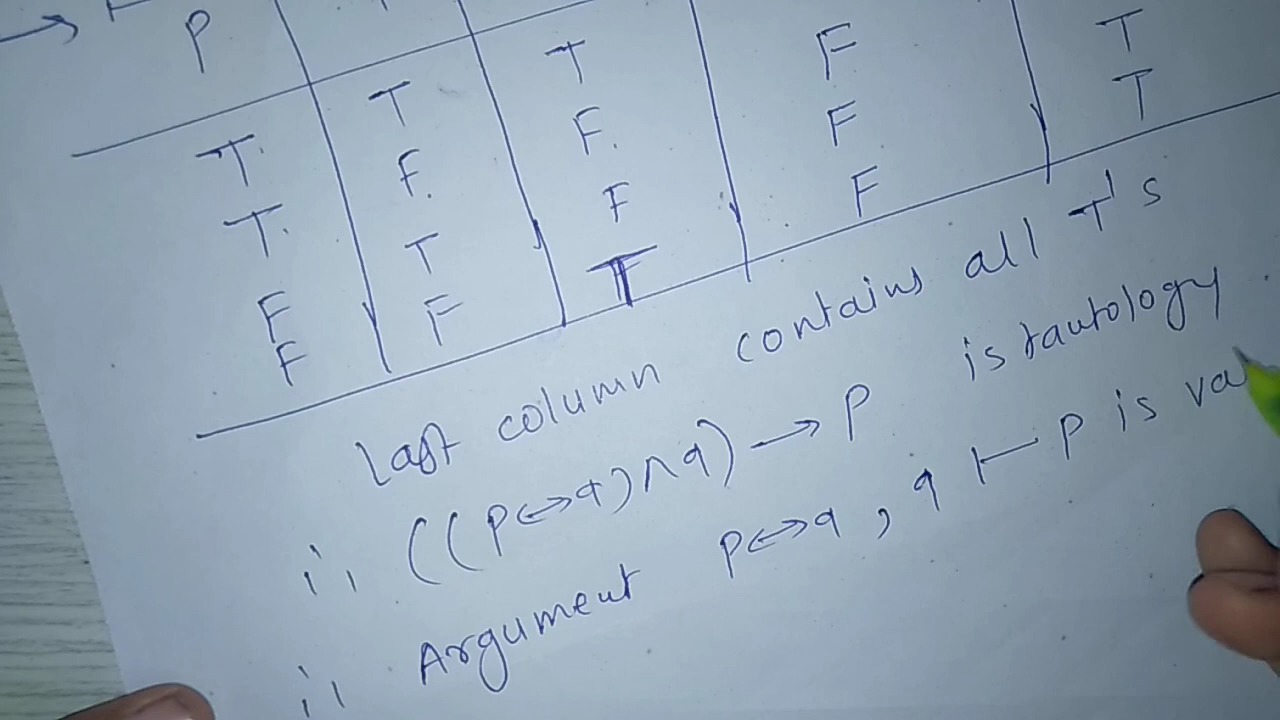 → P
T T T F T
T F F F T
F T F F
F F T
last column contains all T's
∴ ((P↔q)∧q) → P is tautology.
∴ Argument P↔q, q ⊢ P is va